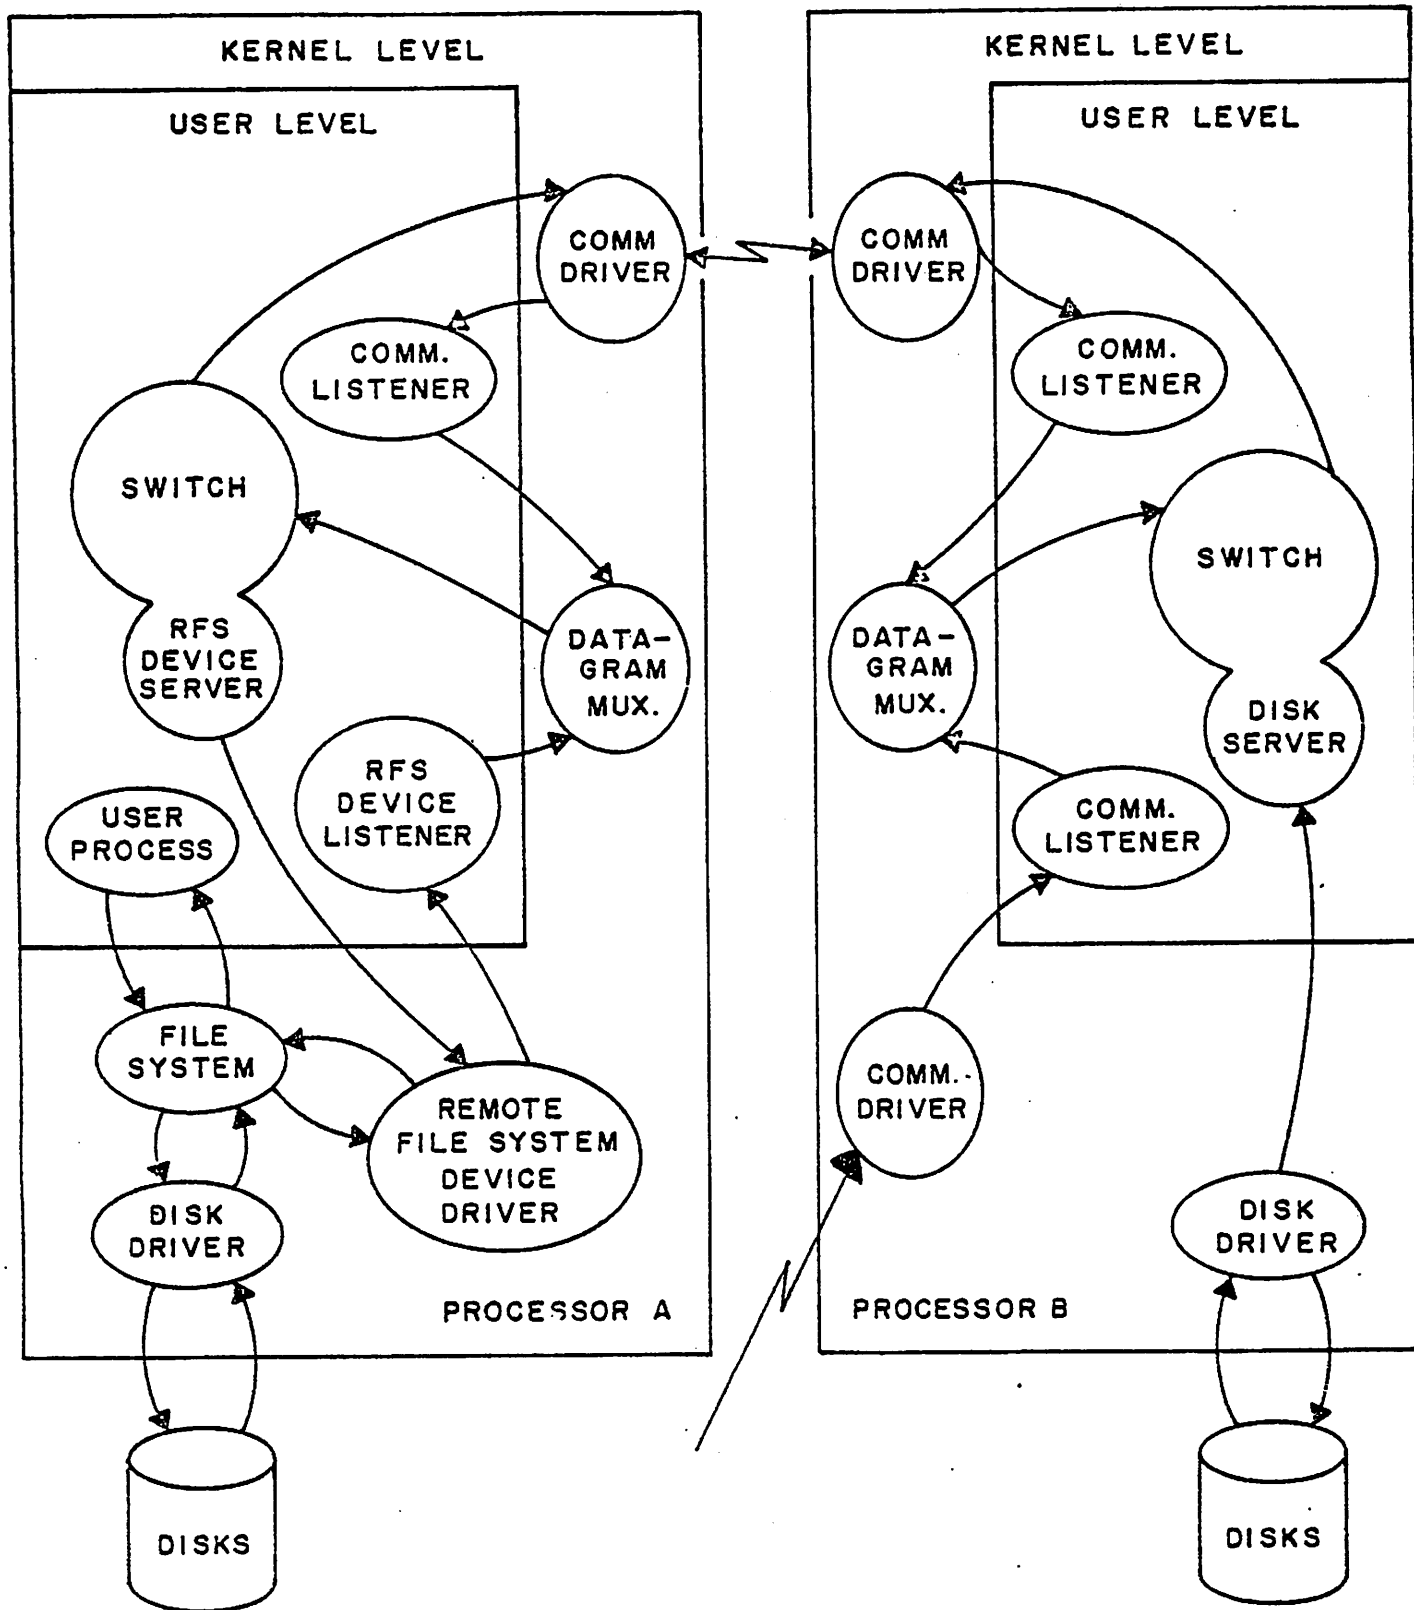 KERNEL LEVEL
USER LEVEL
COMM
DRIVER
COMM.
LISTENER
SWITCH
RFS
DEVICE
SERVER
DATA-
GRAM
MUX.
RFS
DEVICE
LISTENER
USER
PROCESS
FILE
SYSTEM
REMOTE
FILE SYSTEM
DEVICE
DRIVER
DISK
DRIVER
PROCESSOR A
DISKS
KERNEL LEVEL
USER LEVEL
COMM
DRIVER
COMM.
LISTENER
SWITCH
DATA-
GRAM
MUX.
DISK
SERVER
COMM.
LISTENER
COMM.
DRIVER
DISK
DRIVER
PROCESSOR B
DISKS